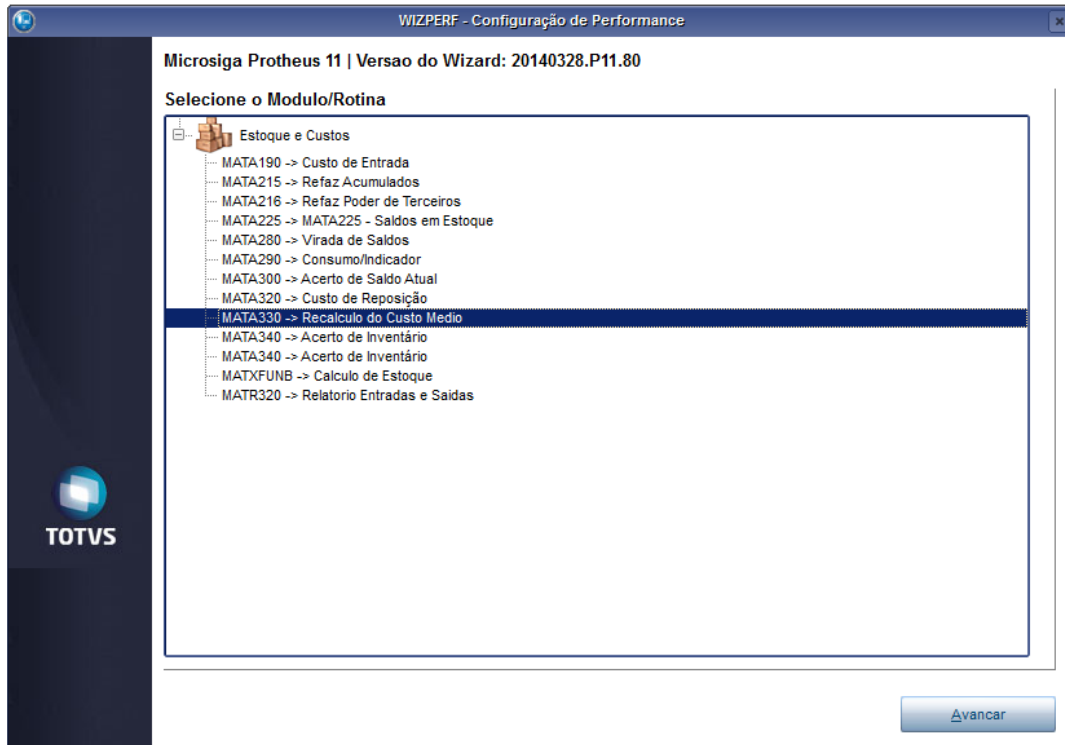 WIZPERF - Configuração de Performance
Microsiga Protheus 11 | Versao do Wizard: 20140328.P11.80
Selecione o Modulo/Rotina
Estoque e Custos
MATA190 -> Custo de Entrada
MATA215 -> Refaz Acumulados
MATA216 -> Refaz Poder de Terceiros
MATA225 -> MATA225 - Saldos em Estoque
MATA280 -> Virada de Saldos
MATA290 -> Consumo/Indicador
MATA300 -> Acerto de Saldo Atual
MATA320 -> Custo de Reposição
MATA330 -> Recalculo do Custo Medio
MATA340 -> Acerto de Inventário
MATA340 -> Acerto de Inventário
MATXFUNB -> Calculo de Estoque
MATR320 -> Relatorio Entradas e Saidas
TOTVS
Avancar